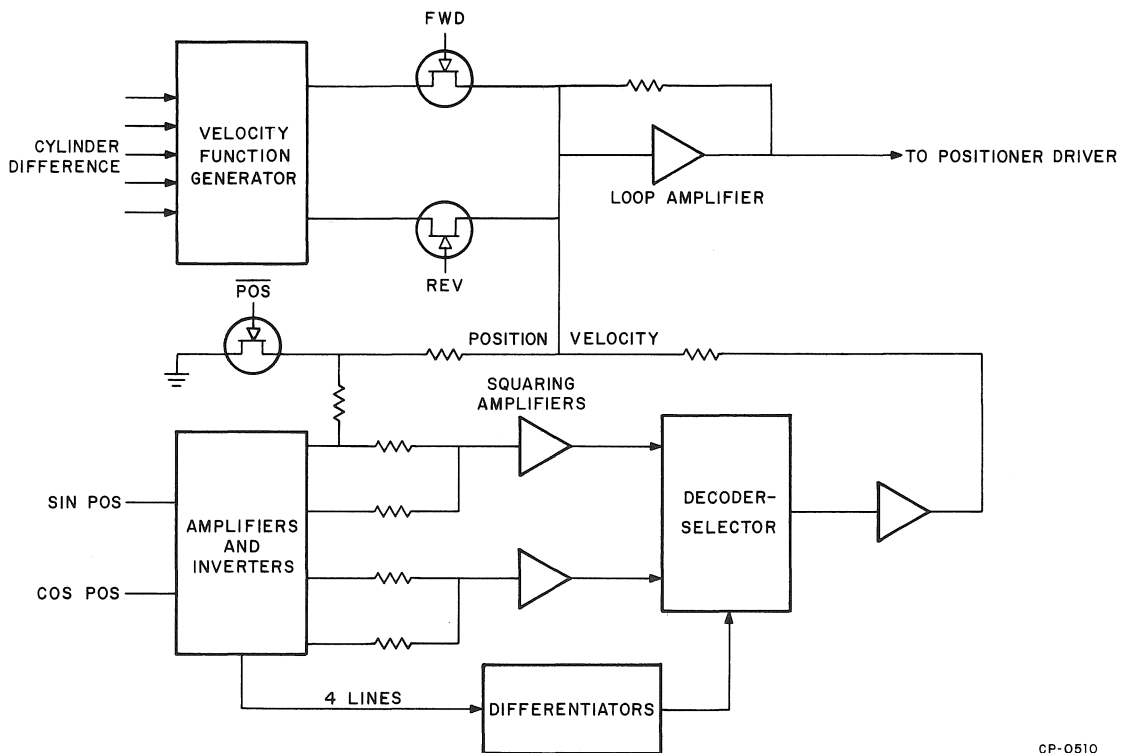 FWD
VELOCITY
FUNCTION
GENERATOR
CYLINDER
DIFFERENCE
TO POSITIONER DRIVER
LOOP AMPLIFIER
REV
POS
POSITION
VELOCITY
SQUARING
AMPLIFIERS
SIN POS
AMPLIFIERS
AND
INVERTERS
COS POS
DECODER-
SELECTOR
4 LINES
DIFFERENTIATORS
CP-0510